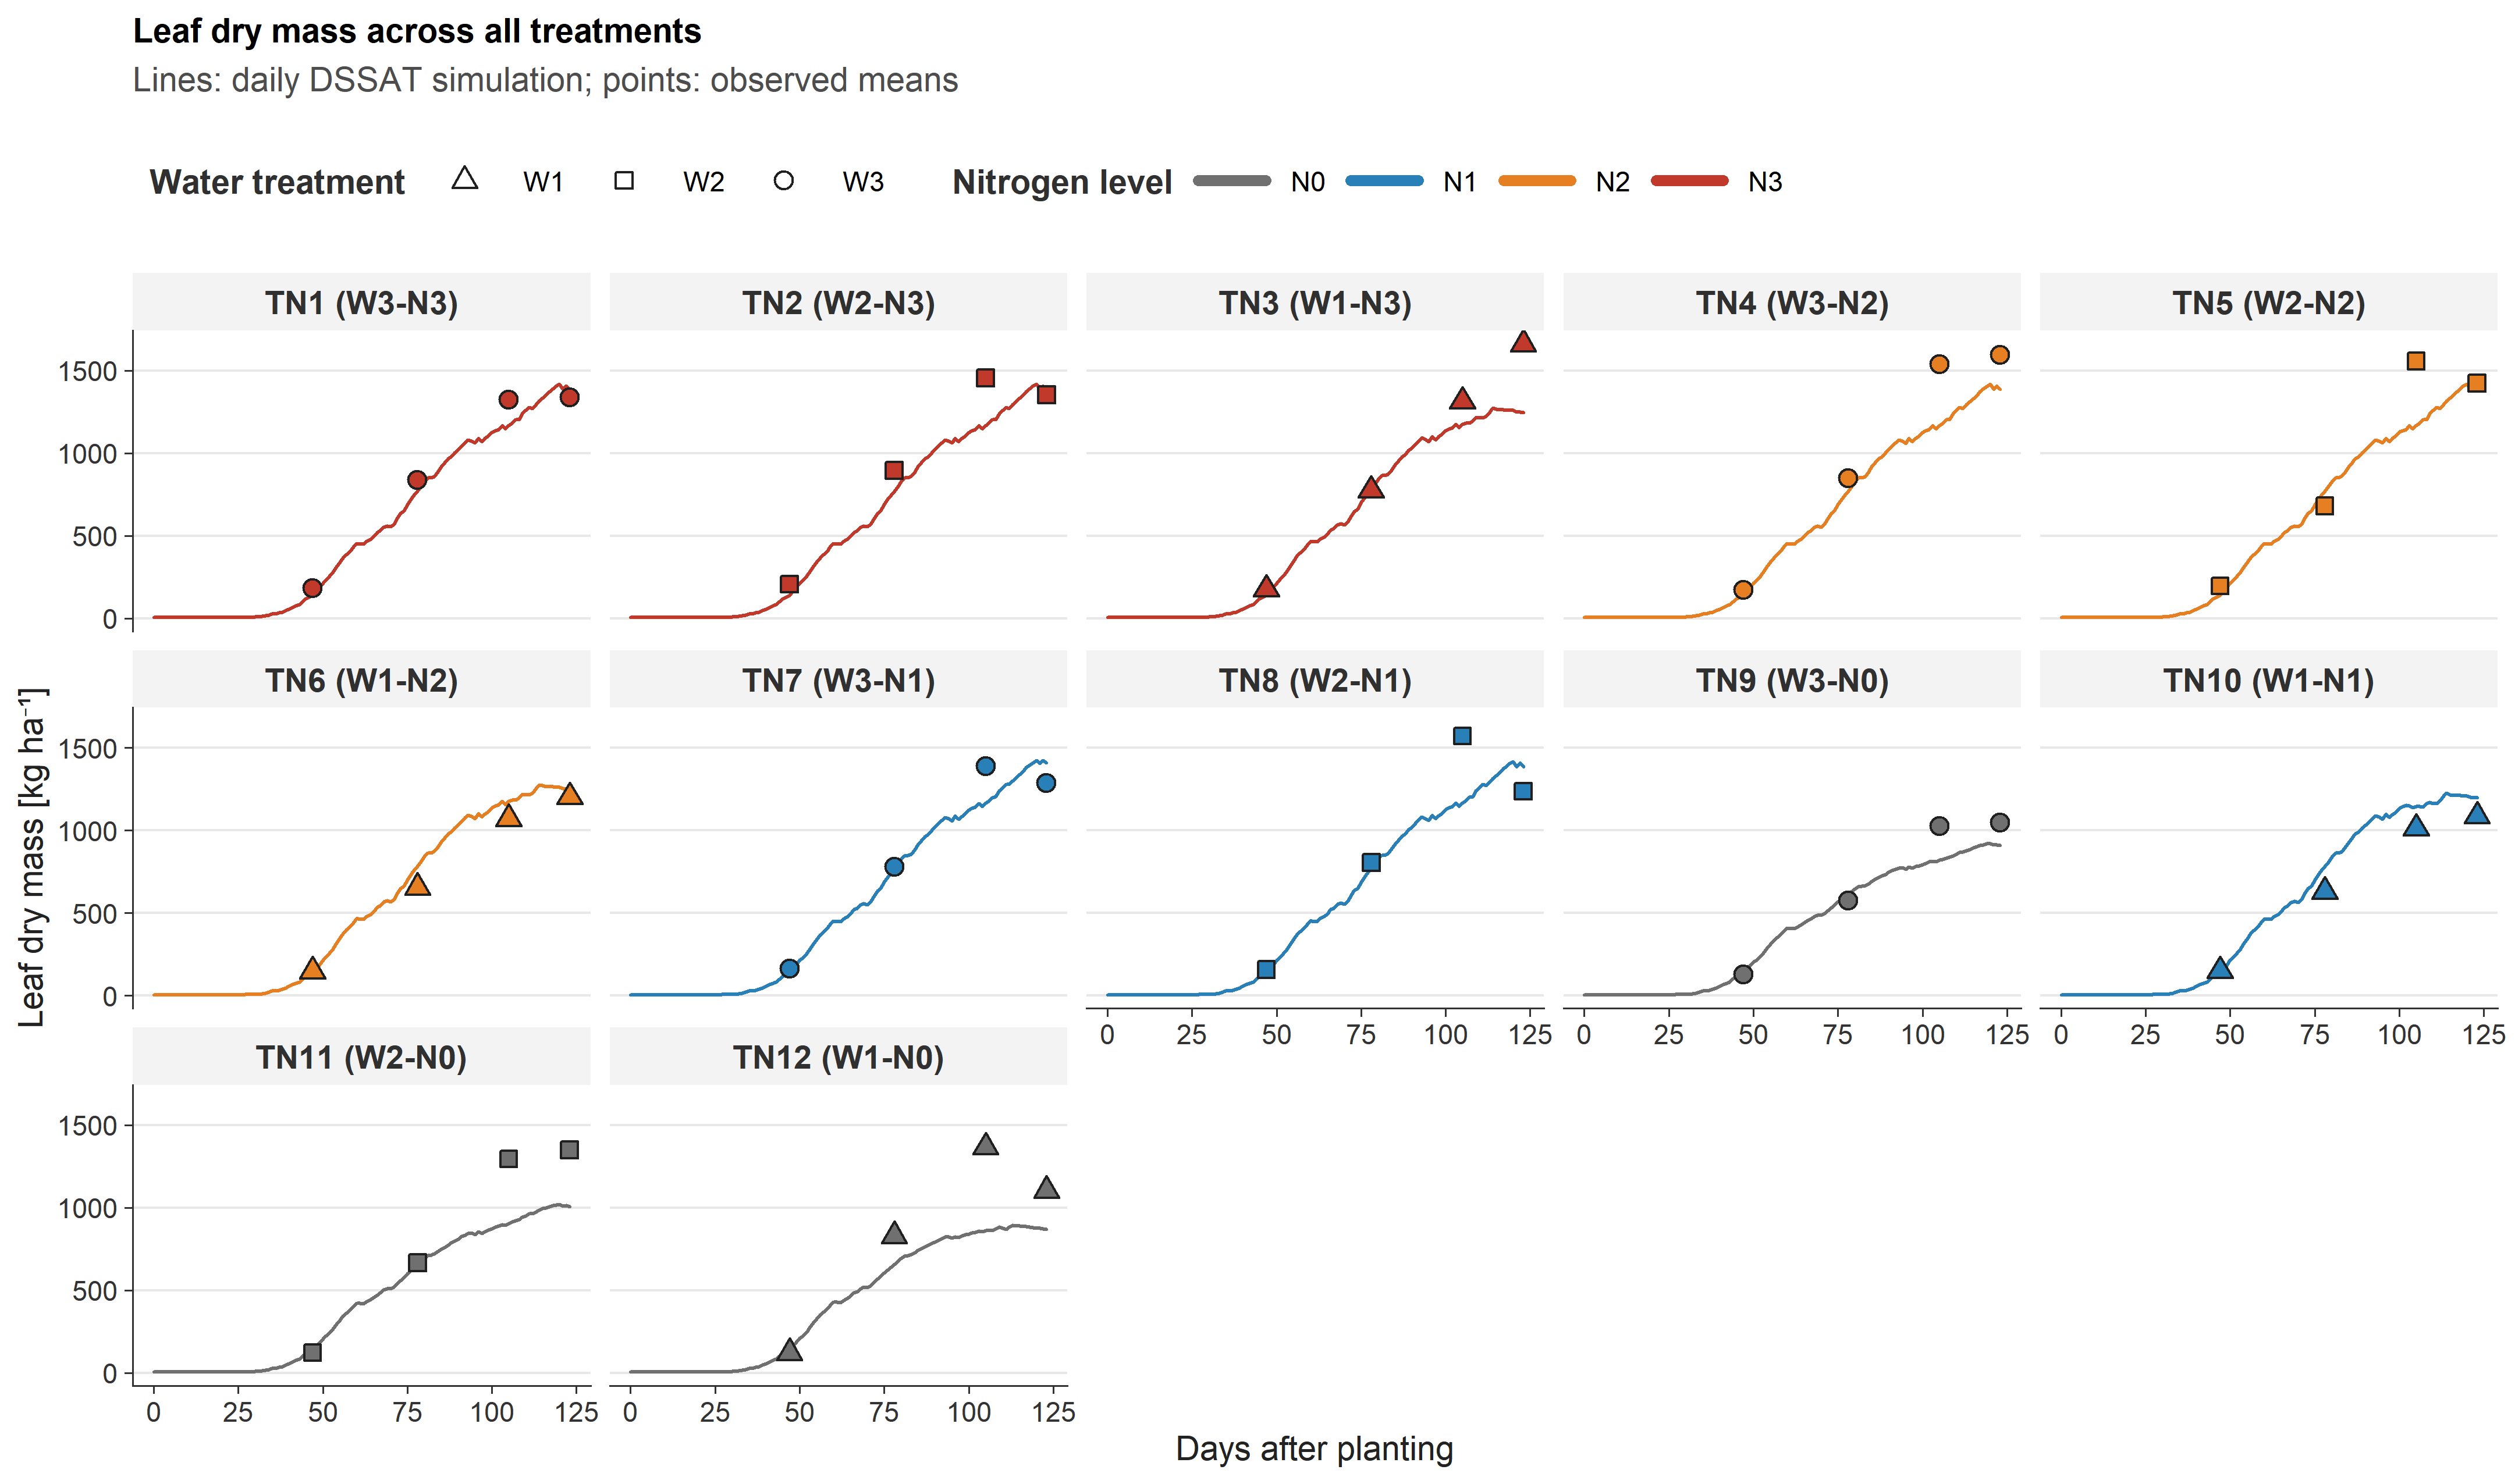 Leaf dry mass across all treatments
Lines: daily DSSAT simulation; points: observed means
Water treatment W1 W2 W3 Nitrogen level N0 N1 N2 N3
TN1 (W3-N3) TN2 (W2-N3) TN3 (W1-N3) TN4 (W3-N2) TN5 (W2-N2)
1500
1000
500
0
TN6 (W1-N2) TN7 (W3-N1) TN8 (W2-N1) TN9 (W3-N0) TN10 (W1-N1)
1500
1000
500
0
0 25 50 75 100 125 0 25 50 75 100 125 0 25 50 75 100 125
TN11 (W2-N0) TN12 (W1-N0)
1500
1000
500
0
0 25 50 75 100 125 0 25 50 75 100 125
Leaf dry mass [kg ha⁻¹]
Days after planting